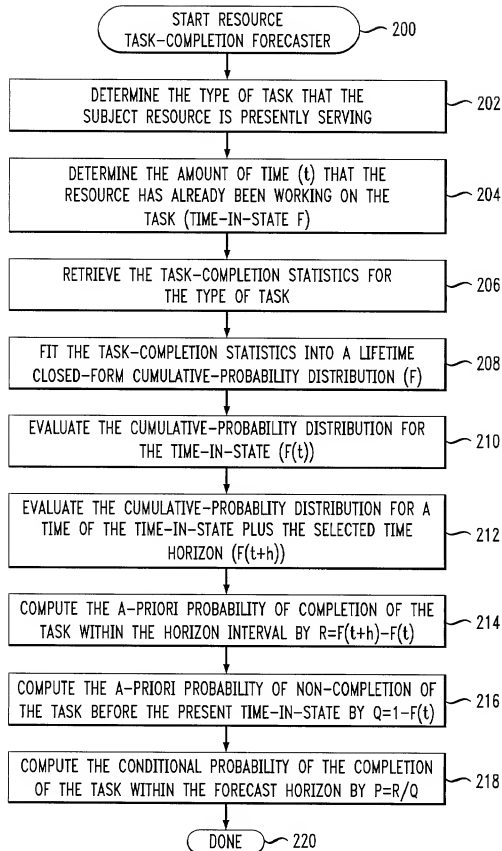 START RESOURCE
TASK-COMPLETION FORECASTER
200
DETERMINE THE TYPE OF TASK THAT THE
SUBJECT RESOURCE IS PRESENTLY SERVING
202
DETERMINE THE AMOUNT OF TIME (t) THAT THE
RESOURCE HAS ALREADY BEEN WORKING ON THE
TASK (TIME-IN-STATE F)
204
RETRIEVE THE TASK-COMPLETION STATISTICS FOR
THE TYPE OF TASK
206
FIT THE TASK-COMPLETION STATISTICS INTO A LIFETIME
CLOSED-FORM CUMULATIVE-PROBABILITY DISTRIBUTION (F)
208
EVALUATE THE CUMULATIVE-PROBABILITY DISTRIBUTION FOR
THE TIME-IN-STATE (F(t))
210
EVALUATE THE CUMULATIVE-PROBABLITY DISTRIBUTION FOR A
TIME OF THE TIME-IN-STATE PLUS THE SELECTED TIME
HORIZON (F(t+h))
212
COMPUTE THE A-PRIORI PROBABILITY OF COMPLETION OF THE
TASK WITHIN THE HORIZON INTERVAL BY R=F(t+h)-F(t)
214
COMPUTE THE A-PRIORI PROBABILITY OF NON-COMPLETION OF
THE TASK BEFORE THE PRESENT TIME-IN-STATE BY Q=1-F(t)
216
COMPUTE THE CONDITIONAL PROBABILITY OF THE COMPLETION
OF THE TASK WITHIN THE FORECAST HORIZON BY P=R/Q
218
DONE
220